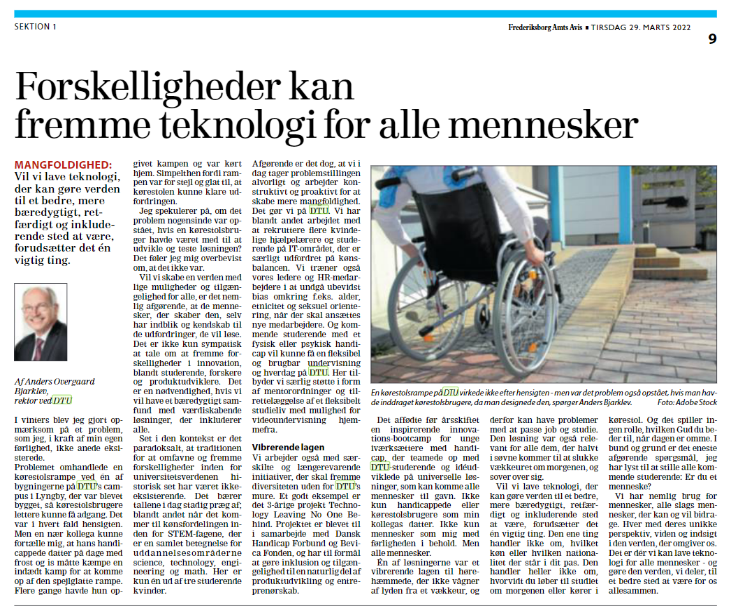 SEKTION 1
Frederiksborg Amts Avis ■ TIRSDAG 29. MARTS 2022
9
Forskelligheder kan
fremme teknologi for alle mennesker
MANGFOLDIGHED:
Vil vi lave teknologi,
der kan gøre verden
til et bedre, mere
bæredygtigt, ret-
færdigt og inklude-
rende sted at være,
forudsætter det én
vigtig ting.
Af Anders Overgaard
Bjarklev,
rektor ved DTU
I vinters blev jeg gjort op-
mærksom på et problem,
som jeg, i kraft af min egen
førlighed, ikke anede eksi-
sterede.
Problemet omhandlede en
kørestolsrampe ved en af
bygningerne på DTU's cam-
pus i Lyngby, der var blevet
bygget, så kørestolsbrugere
lettere kunne få adgang. Det
var i hvert fald hensigten.
Men en nær kollega kunne
fortælle mig, at hans handi-
cappede datter på dage med
frost og is måtte kæmpe en
indædt kamp for at komme
op af den spejlglatte rampe.
Flere gange havde hun op-
givet kampen og var kørt
hjem. Simpelthen fordi ram-
pen var for stejl og glat til, at
kørestolen kunne klare ud-
fordringen.
Jeg spekulerer på, om det
problem nogensinde var op-
stået, hvis en kørestolsbru-
ger havde været med til at
udvikle og teste løsningen?
Det føler jeg mig overbevist
om, at det ikke var.
Vil vi skabe en verden med
lige muligheder og tilgæn-
gelighed for alle, er det nem-
lig afgørende, at de menne-
sker, der skaber den, selv
har indblik og kendskab til
de udfordringer, de vil løse.
Det er ikke kun sympatisk
at tale om at fremme for-
skelligheder i innovation,
blandt studerende, forskere
og produktudviklere. Det
er en nødvendighed, hvis vi
vil have et bæredygtigt sam-
fund med værdiskabende
løsninger, der inkluderer
alle.
Set i den kontekst er det
paradoksalt, at traditionen
for at omfavne og fremme
forskelligheder inden for
universitetsverdenen hi-
storisk set har været ikke-
eksisterende. Det bærer
tallene i dag stadig præg af;
blandt andet når det kom-
mer til kønsfordelingen in-
den for STEM-fagene, der
er en samlet betegnelse for
uddannelsesområderne
science, technology, engin-
eering og math. Her er
kun én ud af tre studerende
kvinder.
Afgørende er det dog, at vi i
dag tager problemstillingen
alvorligt og arbejder kon-
struktivt og proaktivt for at
skabe mere mangfoldighed.
Det gør vi på DTU. Vi har
blandt andet arbejdet med
at rekruttere flere kvinde-
lige hjælpelærere og stude-
rende på IT-området, der er
særligt udfordret på køns-
balancen. Vi træner også
vores ledere og HR-medar-
bejdere i at undgå ubevidst
bias omkring f.eks. alder,
etnicitet og seksuel oriente-
ring, når der skal ansættes
nye medarbejdere. Og kom-
mende studerende med et
fysisk eller psykisk handi-
cap vil kunne få en fleksibel
og brugbar undervisning
og hverdag på DTU. Her til-
byder vi særlig støtte i form
af mentorordninger og til-
rettelæggelse af et fleksibelt
studieliv med mulighed for
videoundervisning hjem-
mefra.
Vibrerende lagen
Vi arbejder også med sær-
skilte og længerevarende
initiativer, der skal fremme
diversiteten uden for DTU's
mure. Et godt eksempel er
det 3-årige projekt Techno-
logy Leaving No One Be-
hind. Projektet er blevet til
i samarbejde med Dansk
Handicap Forbund og Bevi-
ca Fonden, og har til formål
at gøre inklusion og tilgæn-
gelighed til en naturlig del af
produktudvikling og entre-
prenørskab.
En kørestolsrampe på DTU virkede ikke efter hensigten - men var det problem også opstået, hvis man hav-
de inddraget kørestolsbrugere, da man designede den, spørger Anders Bjarklev.
Foto: Adobe Stock
Det affødte før årsskiftet
en inspirerende innova-
tions-bootcamp for unge
iværksættere med handi-
cap, der teamede op med
DTU-studerende og idéud-
viklede på universelle løs-
ninger, som kan komme alle
mennesker til gavn. Ikke
kun handicappede eller
kørestolsbrugere som min
kollegas datter. Ikke kun
mennesker som mig med
førligheden i behold. Men
alle mennesker.
Én af løsningerne var et
vibrerende lagen til høre-
hæmmede, der ikke vågner
af lyden fra et vækkeur, og
derfor kan have problemer
med at passe job og studie.
Den løsning var også rele-
vant for alle dem, der halvt
i søvne kommer til at slukke
vækkeuret om morgenen, og
sover over sig.
Vil vi lave teknologi, der
kan gøre verden til et bedre,
mere bæredygtigt, retfær-
digt og inkluderende sted
at være, forudsætter det
én vigtig ting. Den ene ting
handler ikke om, hvilket
køn eller hvilken nationa-
litet der står i dit pas. Den
handler heller ikke om,
hvorvidt du løber til studiet
om morgenen eller kører i
kørestol. Og det spiller in-
gen rolle, hvilken Gud du be-
der til, når dagen er omme. I
bund og grund er det eneste
afgørende spørgsmål, jeg
har lyst til at stille alle kom-
mende studerende: Er du et
menneske?
Vi har nemlig brug for
mennesker, alle slags men-
nesker, der kan og vil bidra-
ge. Hver med deres unikke
perspektiv, viden og indsigt
i den verden, der omgiver os.
Det er dér vi kan lave tekno-
logi for alle mennesker - og
gøre den verden, vi deler, til
et bedre sted at være for os
allesammen.